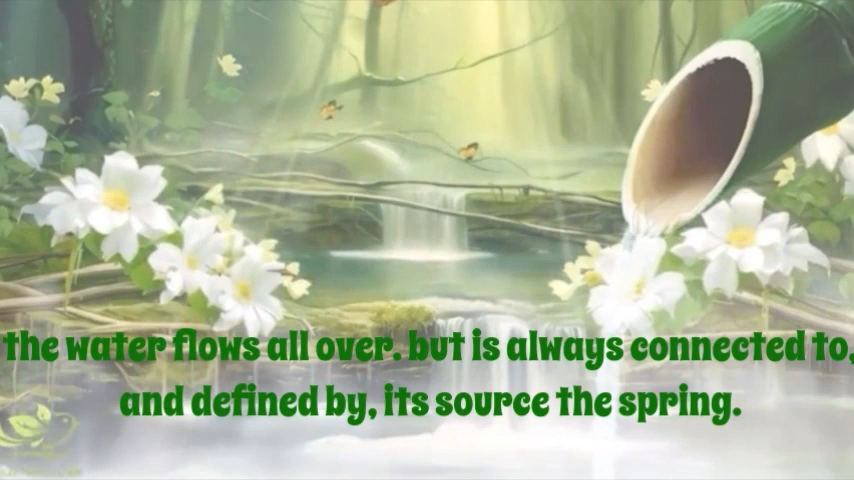 the water flows all over. but is always connected to,
and defined by, its source the spring.